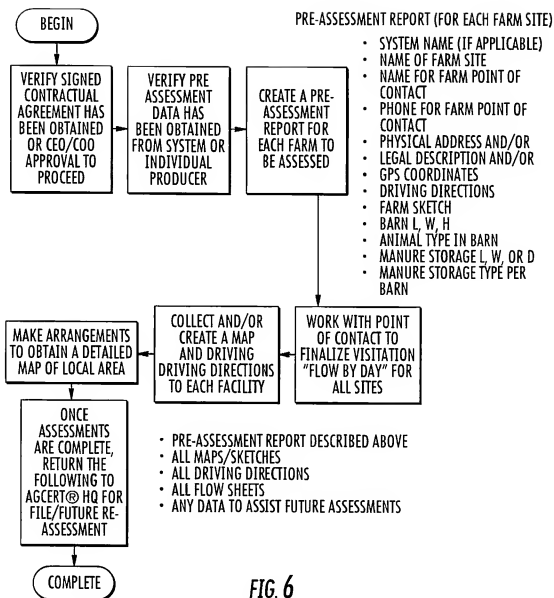 BEGIN
VERIFY SIGNED
CONTRACTUAL
AGREEMENT HAS
BEEN OBTAINED
OR CEO/COO
APPROVAL TO
PROCEED
VERIFY PRE
ASSESSMENT
DATA HAS
BEEN OBTAINED
FROM SYSTEM OR
INDIVIDUAL
PRODUCER
CREATE A PRE-
ASSESSMENT
REPORT FOR
EACH FARM TO
BE ASSESSED
PRE-ASSESSMENT REPORT (FOR EACH FARM SITE)
• SYSTEM NAME (IF APPLICABLE)
• NAME OF FARM SITE
• NAME FOR FARM POINT OF
CONTACT
• PHONE FOR FARM POINT OF
CONTACT
• PHYSICAL ADDRESS AND/OR
• LEGAL DESCRIPTION AND/OR
• GPS COORDINATES
• DRIVING DIRECTIONS
• FARM SKETCH
• BARN L, W, H
• ANIMAL TYPE IN BARN
• MANURE STORAGE L, W, OR D
• MANURE STORAGE TYPE PER
BARN
WORK WITH POINT
OF CONTACT TO
FINALIZE VISITATION
"FLOW BY DAY" FOR
ALL SITES
COLLECT AND/OR
CREATE A MAP
AND DRIVING
DRIVING DIRECTIONS
TO EACH FACILITY
MAKE ARRANGEMENTS
TO OBTAIN A DETAILED
MAP OF LOCAL AREA
ONCE
ASSESSMENTS
ARE COMPLETE,
RETURN THE
FOLLOWING TO
AGCERT® HQ FOR
FILE/FUTURE RE-
ASSESSMENT
• PRE-ASSESSMENT REPORT DESCRIBED ABOVE
• ALL MAPS/SKETCHES
• ALL DRIVING DIRECTIONS
• ALL FLOW SHEETS
• ANY DATA TO ASSIST FUTURE ASSESSMENTS
COMPLETE
FIG. 6